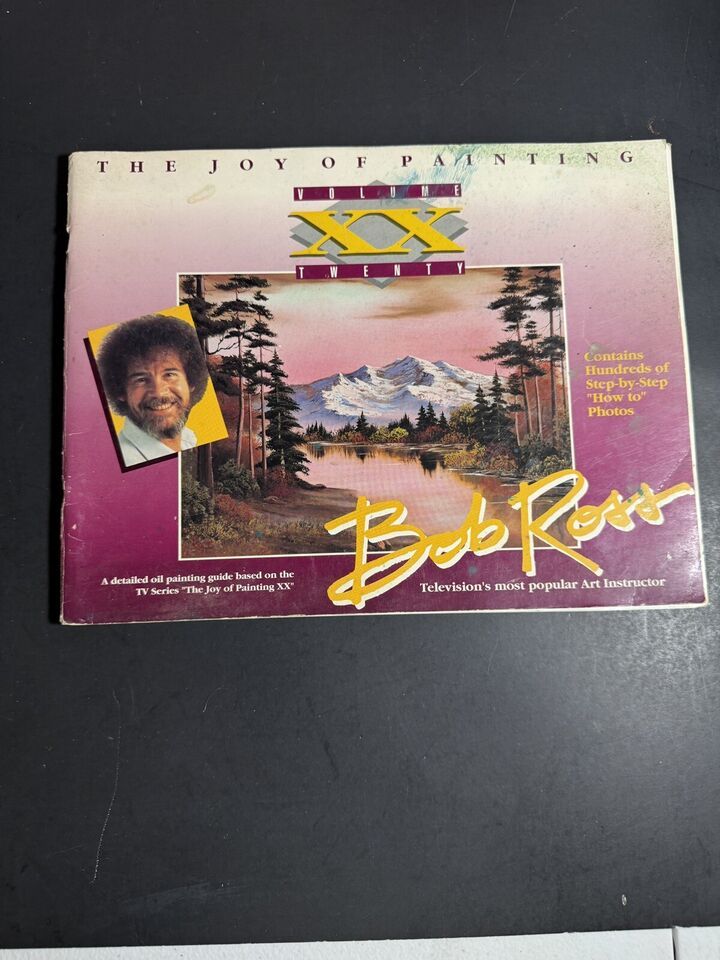 THE JOY OF PAINTING
VOLUME
XX
TWENTY
Contains
Hundreds of
Step-by-Step
"How to"
Photos
Bob Ross
A detailed oil painting guide based on the
TV Series "The Joy of Painting XX"
Television's most popular Art Instructor